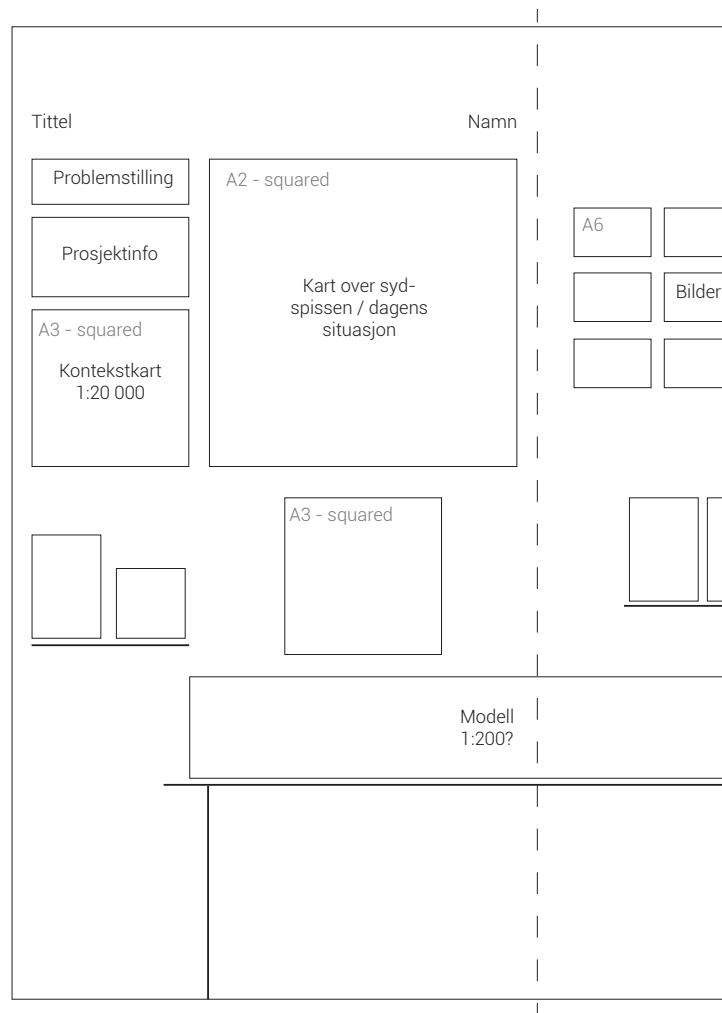 Tittel
Namn
Problemstilling
Prosjektinfo
A3 - squared
Kontekstkart
1:20 000
A2 - squared
Kart over syd-
spissen / dagens
situasjon
A6
Bilder
A3 - squared
Modell
1:200?